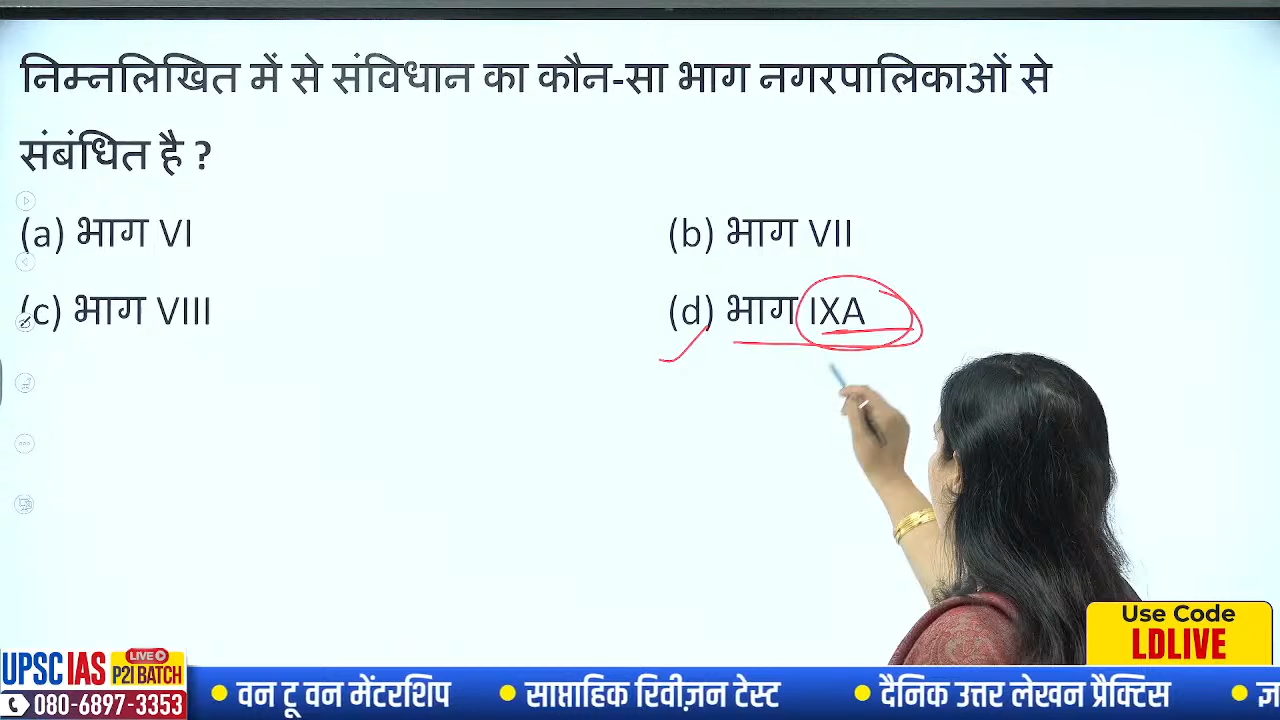 निम्नलिखित में से संविधान का कौन-सा भाग नगरपालिकाओं से
संबंधित है ?
(a) भाग VI
(b) भाग VII
(c) भाग VIII
(d) भाग IXA
Use Code
LDLIVE
UPSC IAS
LIVE
P2I BATCH
080-6897-3353
वन टू वन मेंटरशिप
साप्ताहिक रिवीज़न टेस्ट
दैनिक उत्तर लेखन प्रैक्टिस